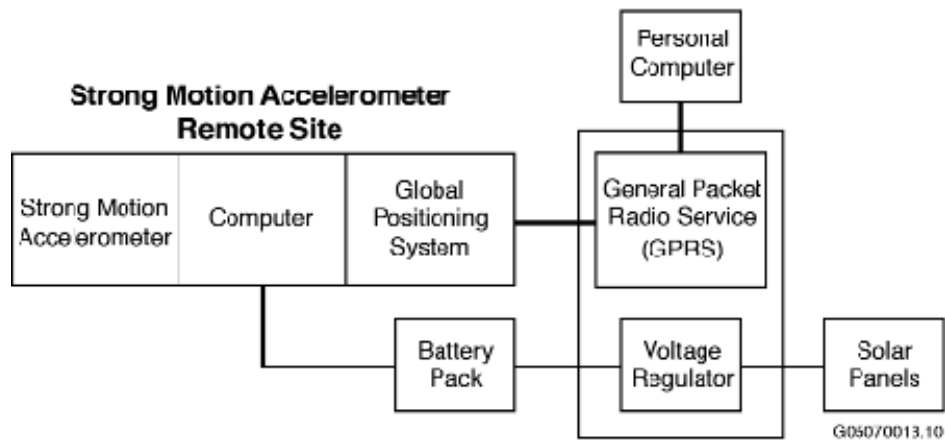 Personal
Computer
Strong Motion Accelerometer
Remote Site
Strong Motion
Accelerometer
Computer
Global
Positioning
System
General Packet
Radio Service
(GPRS)
Battery
Pack
Voltage
Regulator
Solar
Panels
G05070013.10